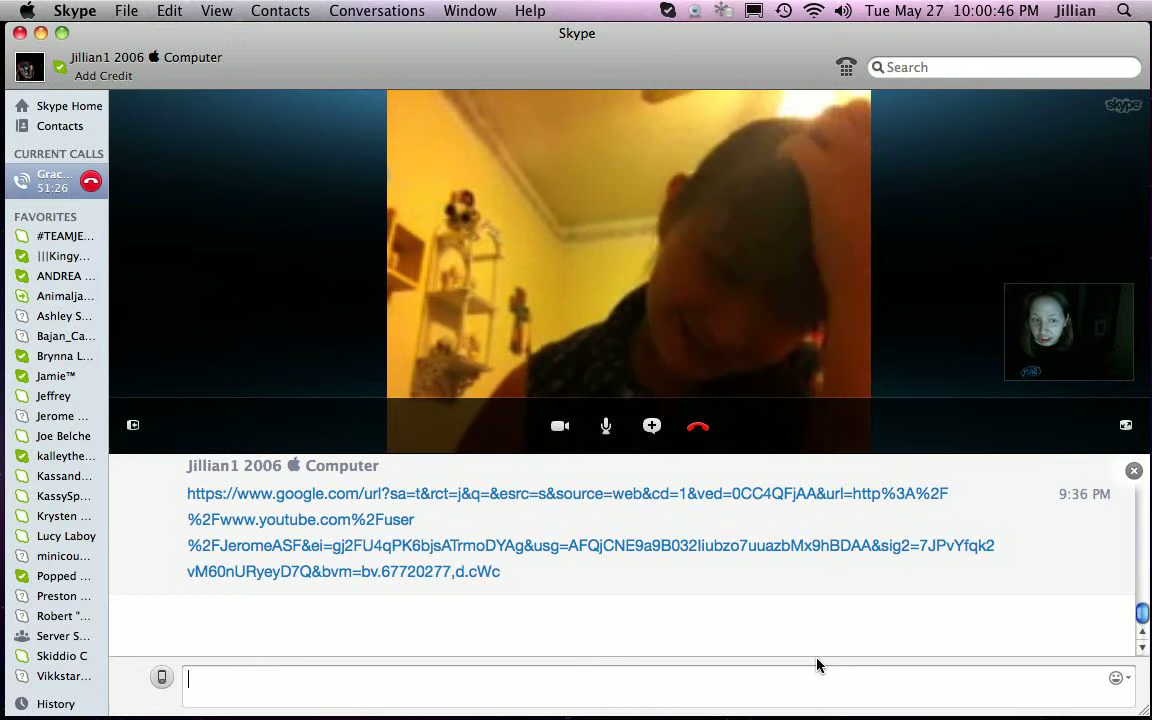 Skype File Edit View Contacts Conversations Window Help Tue May 27 10:00:46 PM Jillian
Skype
Jillian1 2006 Computer
Add Credit
Search
Skype Home
Contacts
CURRENT CALLS
Grac...
51:26
FAVORITES
#TEAMJE...
|||Kingy...
ANDREA ...
Animalja...
Ashley S...
Bajan_Ca...
Brynna L...
Jamie™
Jeffrey
Jerome ...
Joe Belche
kalleythe...
Kassand...
KassySp...
Krysten ...
Lucy Laboy
minicou...
Popped ...
Preston ...
Robert "...
Server S...
Skiddio C
Vikkstar...
History
skype
Jillian1 2006 Computer
https://www.google.com/url?sa=t&rct=j&q=&esrc=s&source=web&cd=1&ved=0CC4QFjAA&url=http%3A%2F
%2Fwww.youtube.com%2Fuser
%2FJeromeASF&ei=gj2FU4qPK6bjsATrmoDYAg&usg=AFQjCNE9a9B032Iiubzo7uuazbMx9hBDAA&sig2=7JPvYfqk2
vM60nURyeyD7Q&bvm=bv.67720277,d.cWc
9:36 PM